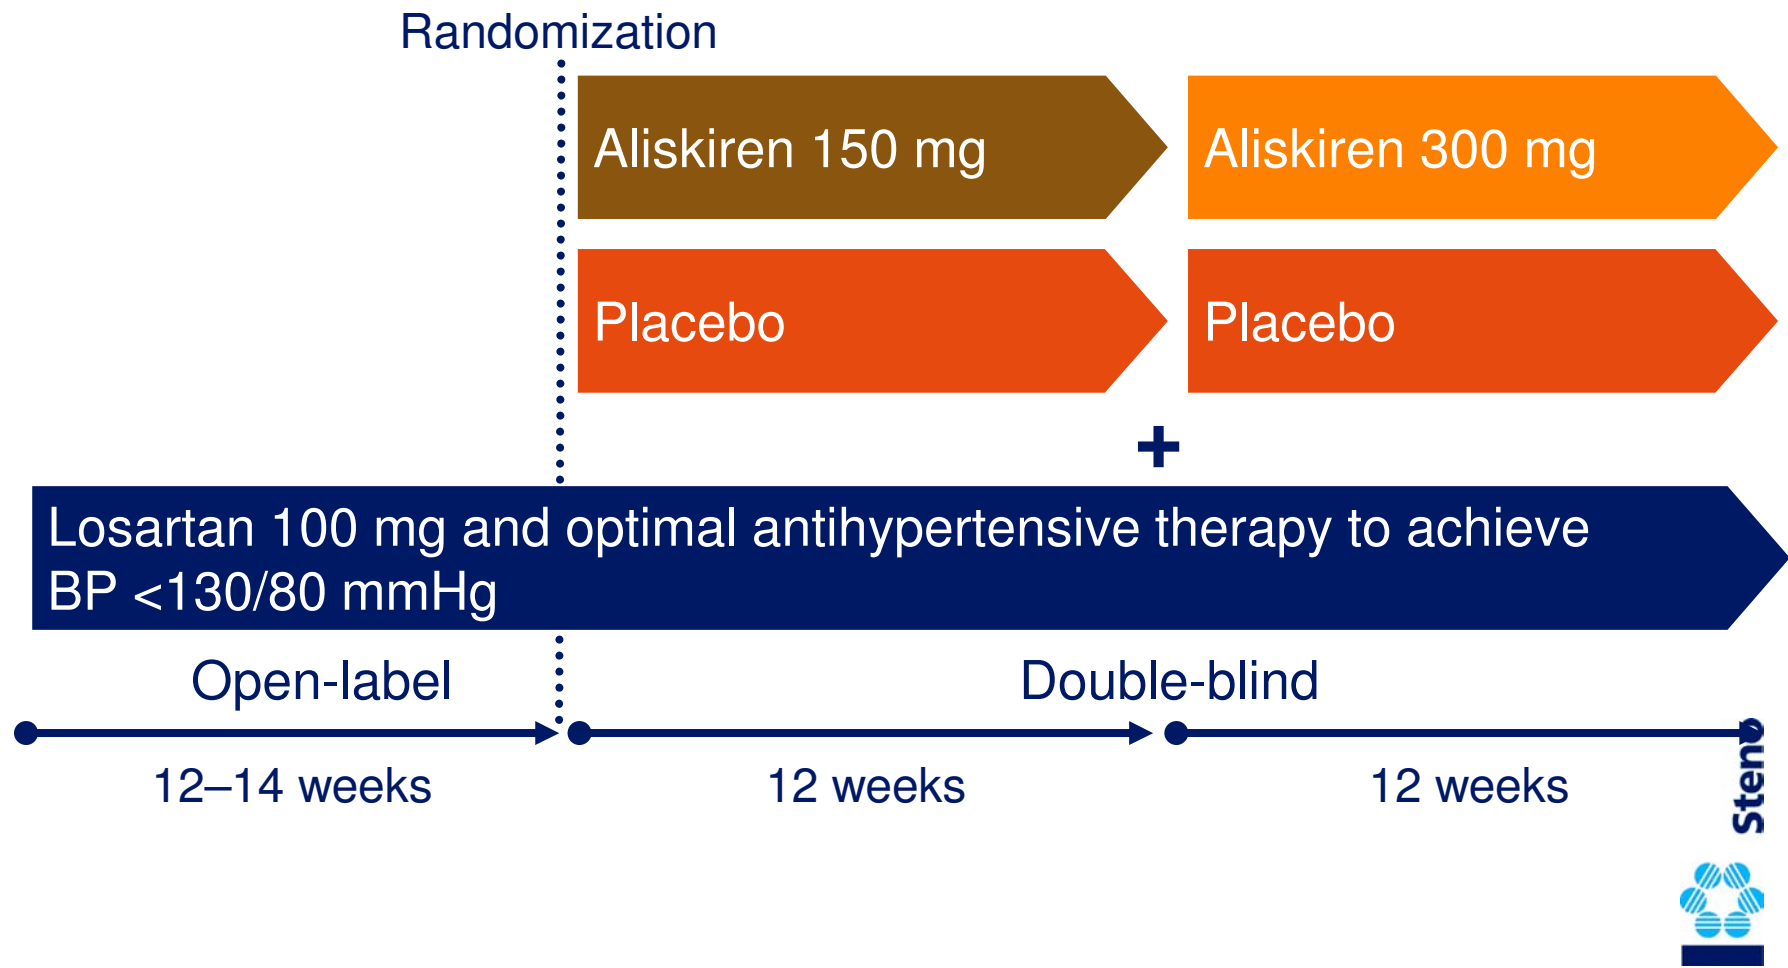 Randomization
Aliskiren 150 mg
Aliskiren 300 mg
Placebo
Placebo
+
Losartan 100 mg and optimal antihypertensive therapy to achieve
BP <130/80 mmHg
Open-label
Double-blind
12–14 weeks
12 weeks
12 weeks
Steno